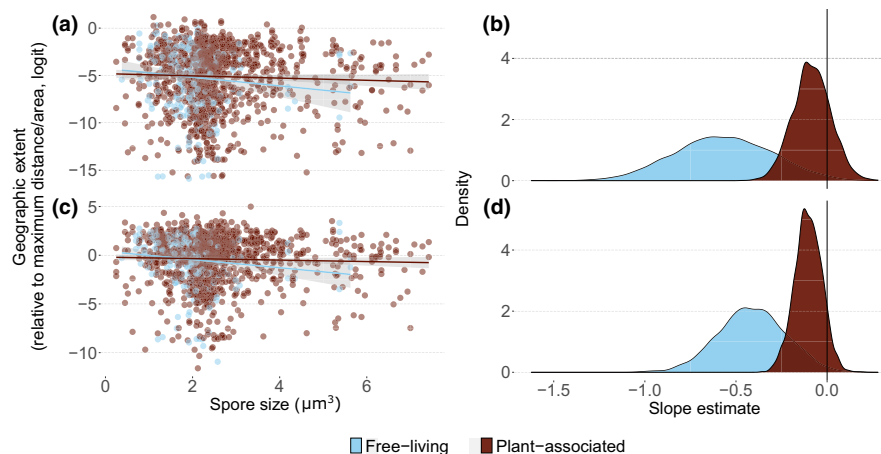 (a)
(b)
0
−5
−10
−15
4
2
0
(c)
(d)
5
0
−5
−10
4
2
0
Geographic extent
(relative to maximum distance/area, logit)
Density
0 2 4 6
−1.5 −1.0 −0.5 0.0
Spore size (μm³)
Slope estimate
Free−living Plant−associated